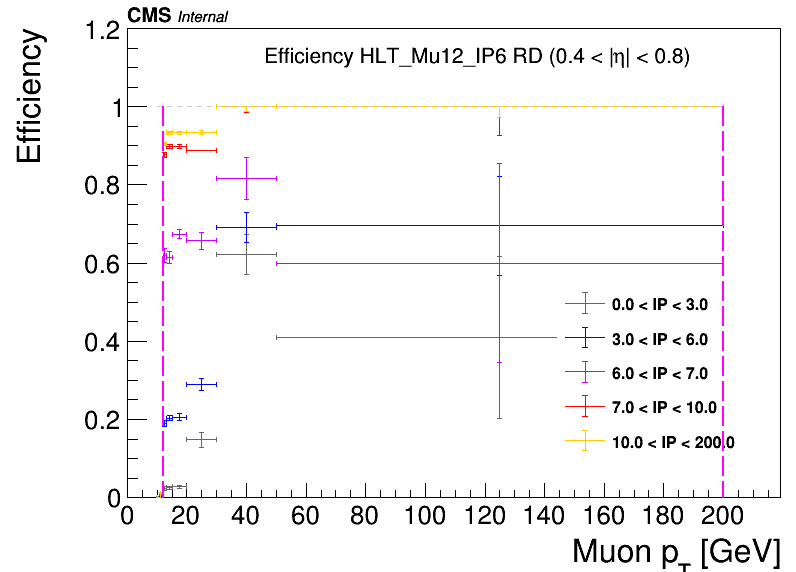 CMS Internal
Efficiency HLT_Mu12_IP6 RD (0.4 < |η| < 0.8)
Efficiency
1.2
1
0.8
0.6
0.4
0.2
0
0.0 < IP < 3.0
3.0 < IP < 6.0
6.0 < IP < 7.0
7.0 < IP < 10.0
10.0 < IP < 200.0
0 20 40 60 80 100 120 140 160 180 200
Muon p_T [GeV]